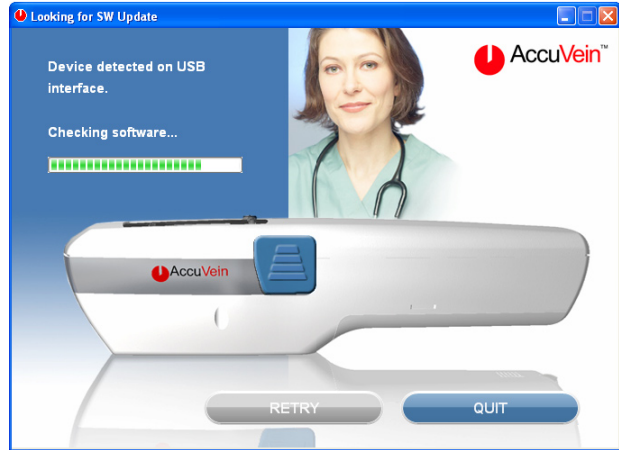 Looking for SW Update
AccuVein™
Device detected on USB
interface.
Checking software...
AccuVein
RETRY
QUIT